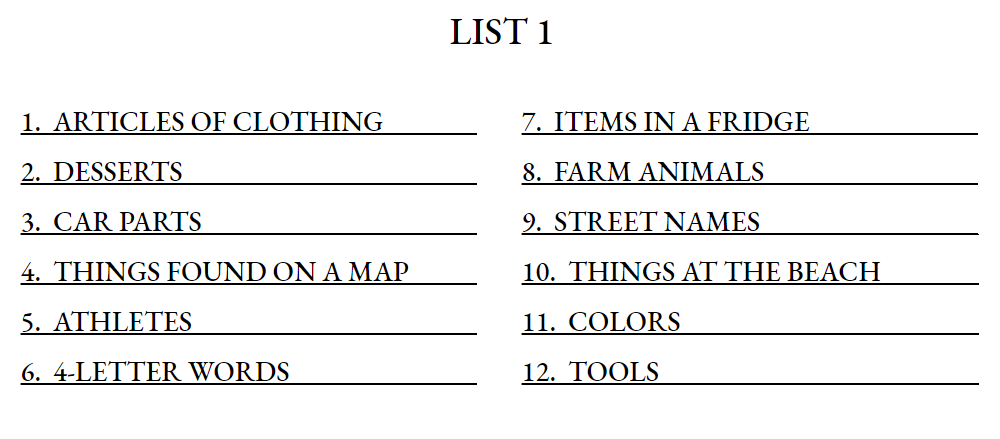 LIST 1
1. ARTICLES OF CLOTHING
2. DESSERTS
3. CAR PARTS
4. THINGS FOUND ON A MAP
5. ATHLETES
6. 4-LETTER WORDS
7. ITEMS IN A FRIDGE
8. FARM ANIMALS
9. STREET NAMES
10. THINGS AT THE BEACH
11. COLORS
12. TOOLS